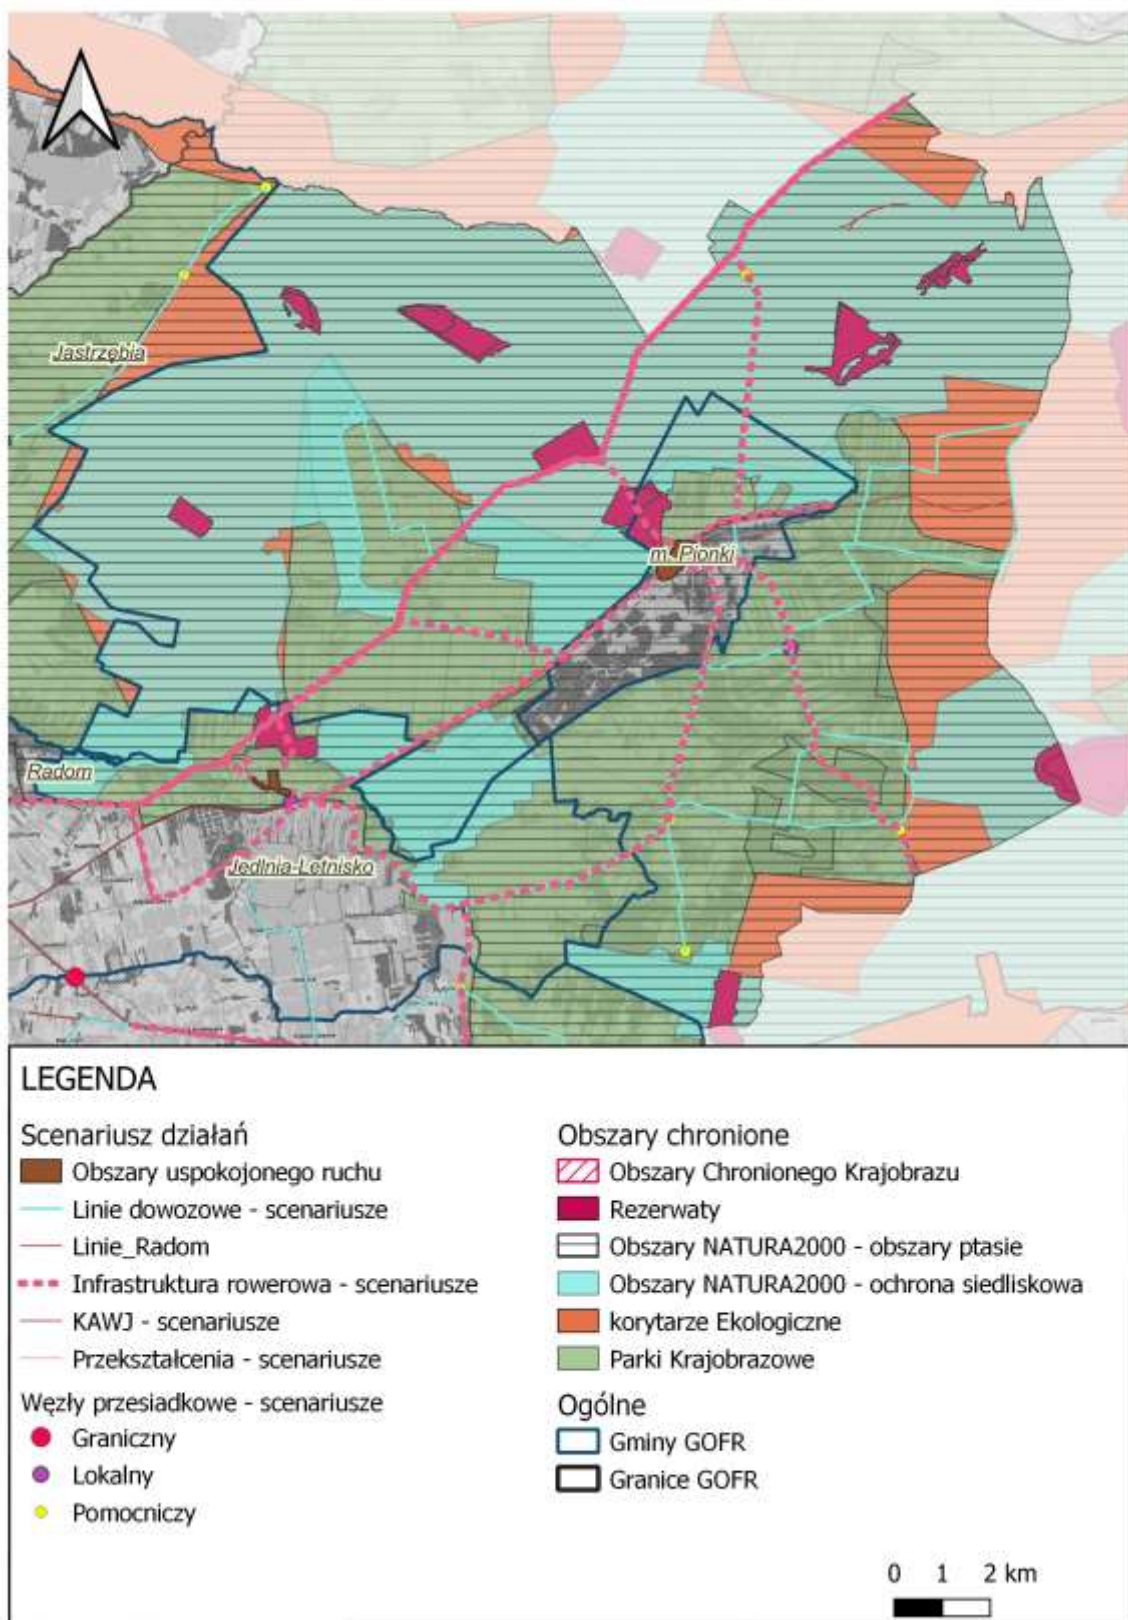 Jastrzębia
m. Pionki
Radom
Jedlnia-Letnisko
LEGENDA
Scenariusz działań
Obszary uspokojonego ruchu
Linie dowozowe - scenariusze
Linie_Radom
Infrastruktura rowerowa - scenariusze
KAWJ - scenariusze
Przekształcenia - scenariusze
Węzły przesiadkowe - scenariusze
Graniczny
Lokalny
Pomocniczy
Obszary chronione
Obszary Chronionego Krajobrazu
Rezerwaty
Obszary NATURA2000 - obszary ptasie
Obszary NATURA2000 - ochrona siedliskowa
korytarze Ekologiczne
Parki Krajobrazowe
Ogólne
Gminy GOFR
Granice GOFR
0 1 2 km